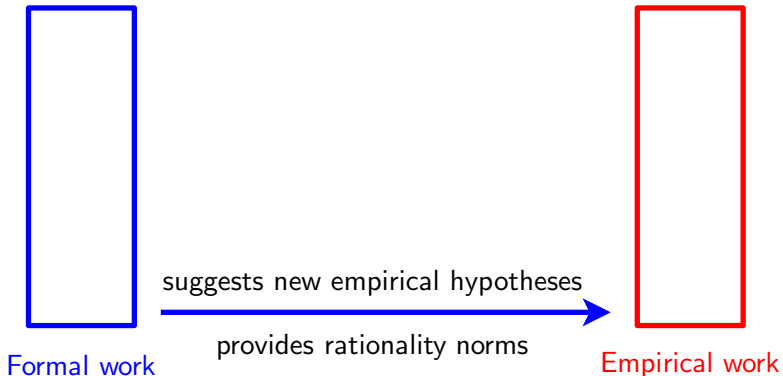 suggests new empirical hypotheses
provides rationality norms
Formal work
Empirical work